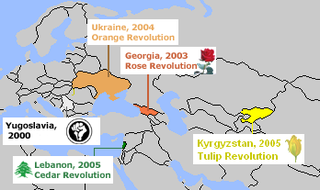 Ukraine, 2004
Orange Revolution
Georgia, 2003
Rose Revolution
Yugoslavia,
2000
Kyrgyzstan, 2005
Tulip Revolution
Lebanon, 2005
Cedar Revolution